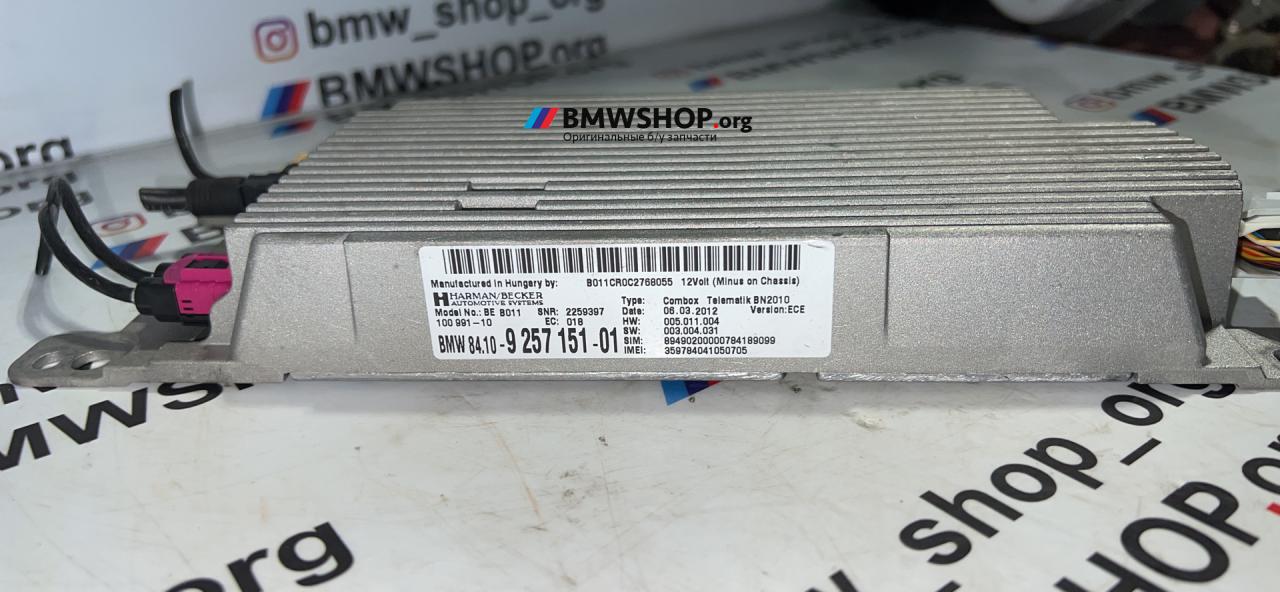 bmw_shop_org
BMWSHOP.org
BMWSHOP.org
Оригинальные б/у запчасти
Manufactured in Hungary by: B011CR0C2768055 12Volt (Minus on Chassis)
HARMAN/BECKER
AUTOMOTIVE SYSTEMS
Model No.: BE B011 SNR: 2259397
100 991-10 EC: 018
BMW 84.10 -9 257 151 -01
Type: Combox Telematik BN2010
Date: 06.03.2012 Version:ECE
HW: 005.011.004
SW: 003.004.031
SIM: 89490200000784189099
IMEI: 359784041050705
_shop_org